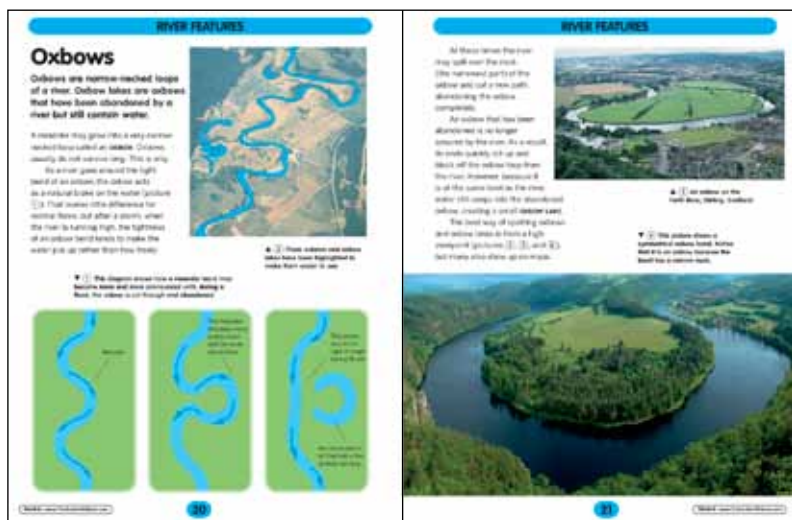 RIVER FEATURES
Oxbows
Oxbows are narrow-necked loops
of a river. Oxbow lakes are oxbows
that have been abandoned by a
river but still contain water.
A meander may grow into a very narrow
necked loop called an oxbow. Oxbows
usually do not survive long. This is why.
As a river goes around the tight
bend of an oxbow, the oxbow acts
as a natural brake on the water (picture
1). That makes little difference for
normal flows, but after a storm, when
the river is running high, the tightness
of an oxbow bend tends to make the
water pile up rather than flow freely.
▲ 2 These oxbows and oxbow
lakes have been highlighted to
make them easier to see.
▼ 1 This diagram shows how a meander bend may
become more and more pronounced until, during a
flood, the oxbow is cut through and abandoned.
Meander
20
RIVER FEATURES
At these times the river
may spill over the neck
(the narrowest part) of the
oxbow and cut a new path,
abandoning the oxbow
completely.
An oxbow that has been
abandoned is no longer
scoured by the river. As a result,
its ends quickly silt up and
block off the oxbow loop from
the river. However, because it
is at the same level as the river,
water still seeps into the abandoned
oxbow, creating a small oxbow lake.
The best way of spotting oxbows
and oxbow lakes is from a high
viewpoint (pictures 2, 3, and 4),
but many also show up on maps.
▲ 3 An oxbow on the
Forth River, Stirling, Scotland.
▼ 4 This picture shows a
symmetrical oxbow bend. Notice
that it is an oxbow because the
bend has a narrow neck.
21